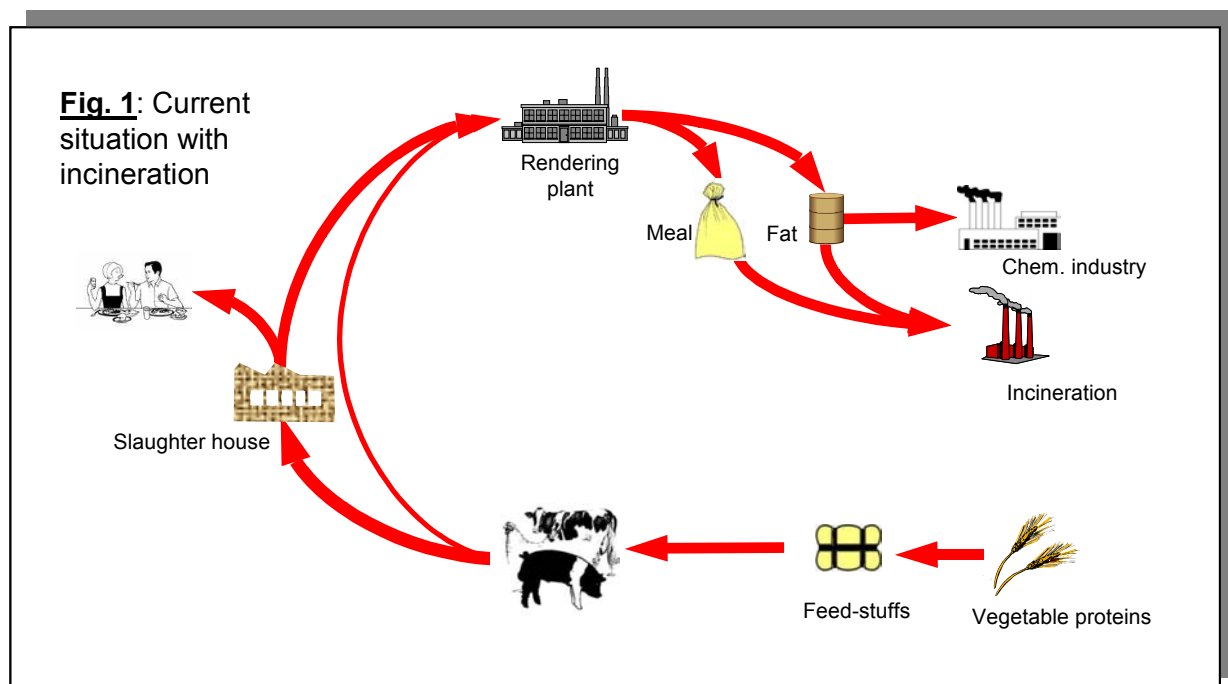 Fig. 1: Current
situation with
incineration
Rendering
plant
Meal
Fat
Chem. industry
Incineration
Slaughter house
Feed-stuffs
Vegetable proteins